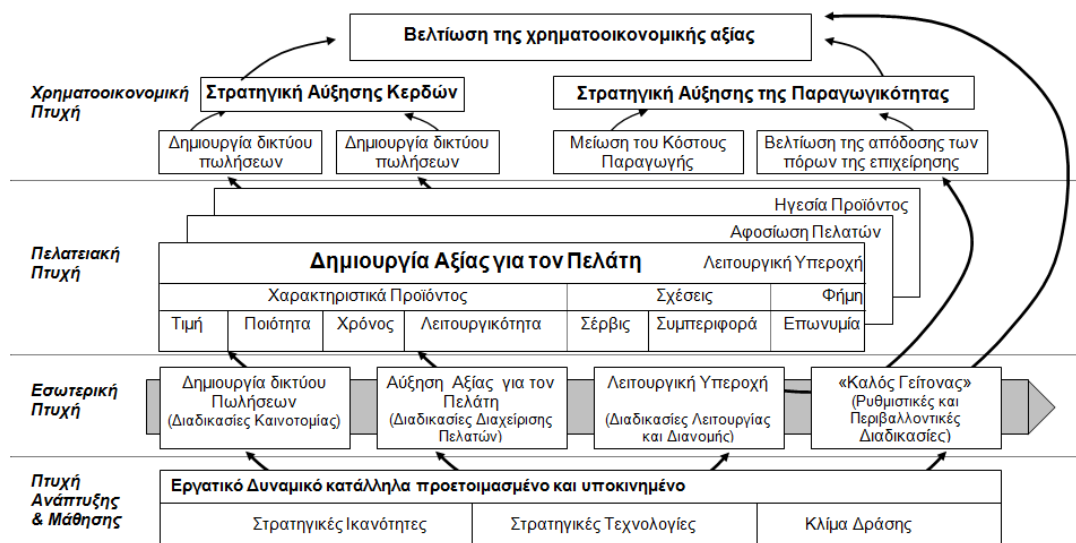 Βελτίωση της χρηματοοικονομικής αξίας
Χρηματοοικονομική
Πτυχή
Στρατηγική Αύξησης Κερδών
Στρατηγική Αύξησης της Παραγωγικότητας
Δημιουργία δικτύου
πωλήσεων
Δημιουργία δικτύου
πωλήσεων
Μείωση του Κόστους
Παραγωγής
Βελτίωση της απόδοσης των
πόρων της επιχείρησης
Πελατειακή
Πτυχή
Ηγεσία Προϊόντος
Αφοσίωση Πελατών
Δημιουργία Αξίας για τον Πελάτη
Λειτουργική Υπεροχή
Χαρακτηριστικά Προϊόντος
Σχέσεις
Φήμη
Τιμή
Ποιότητα
Χρόνος
Λειτουργικότητα
Σέρβις
Συμπεριφορά
Επωνυμία
Εσωτερική
Πτυχή
Δημιουργία δικτύου
Πωλήσεων
(Διαδικασίες Καινοτομίας)
Αύξηση Αξίας για τον
Πελάτη
(Διαδικασίες Διαχείρισης
Πελατών)
Λειτουργική Υπεροχή
(Διαδικασίες Λειτουργίας
και Διανομής)
«Καλός Γείτονας»
(Ρυθμιστικές και
Περιβαλλοντικές
Διαδικασίες)
Πτυχή
Ανάπτυξης
& Μάθησης
Εργατικό Δυναμικό κατάλληλα προετοιμασμένο και υποκινημένο
Στρατηγικές Ικανότητες
Στρατηγικές Τεχνολογίες
Κλίμα Δράσης